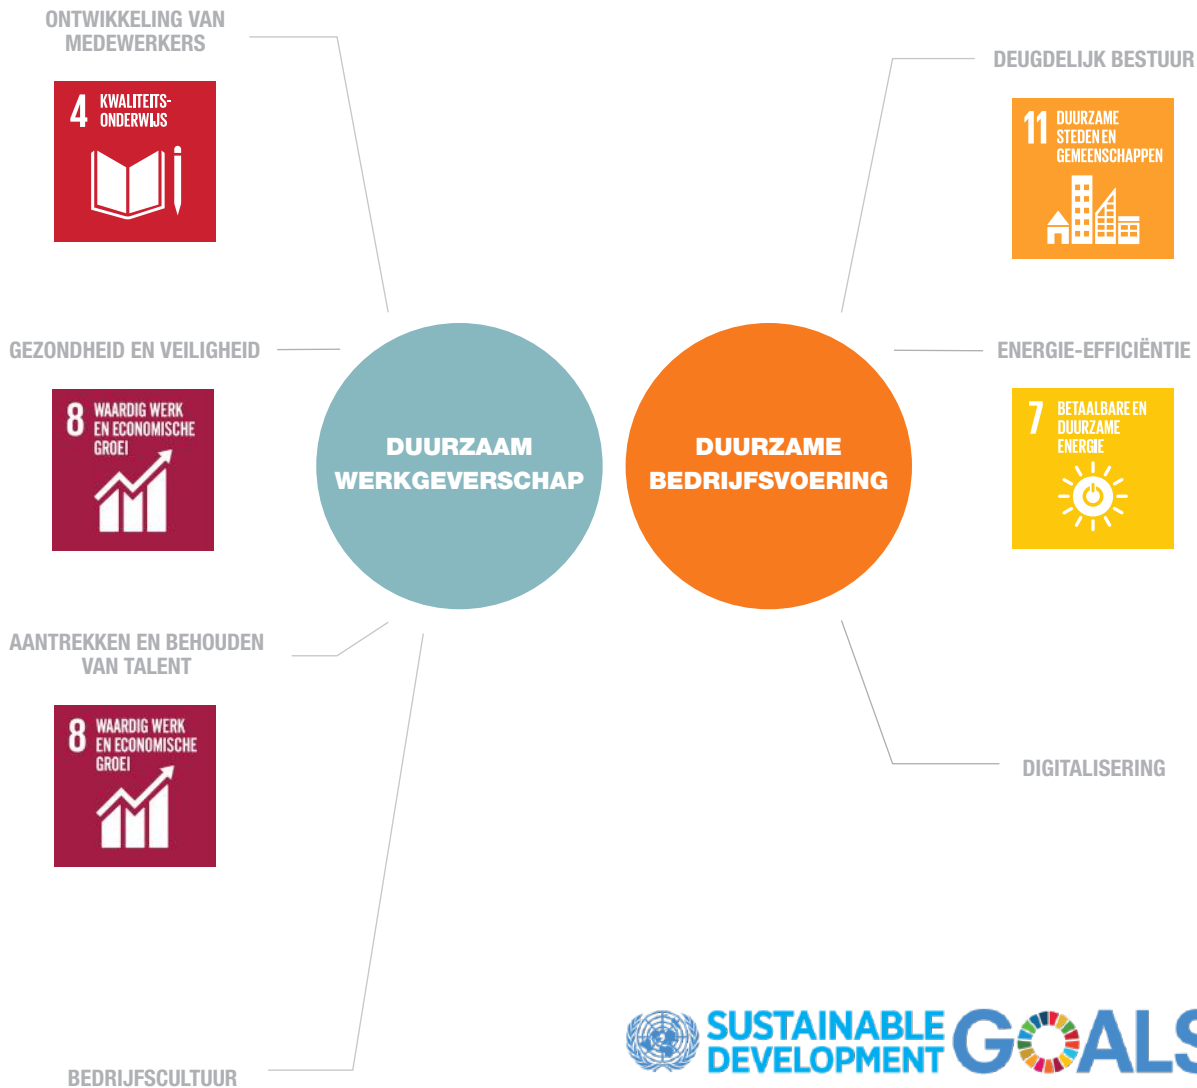 ONTWIKKELING VAN
MEDEWERKERS
4 KWALITEITS-
ONDERWIJS
GEZONDHEID EN VEILIGHEID
8 WAARDIG WERK
EN ECONOMISCHE
GROEI
AANTREKKEN EN BEHOUDEN
VAN TALENT
8 WAARDIG WERK
EN ECONOMISCHE
GROEI
BEDRIJFSCULTUUR
DUURZAAM
WERKGEVERSCHAP
DUURZAME
BEDRIJFSVOERING
DEUGDELIJK BESTUUR
11 DUURZAME
STEDEN EN
GEMEENSCHAPPEN
ENERGIE-EFFICIËNTIE
7 BETAALBARE EN
DUURZAME
ENERGIE
DIGITALISERING
SUSTAINABLE
DEVELOPMENT
GOALS